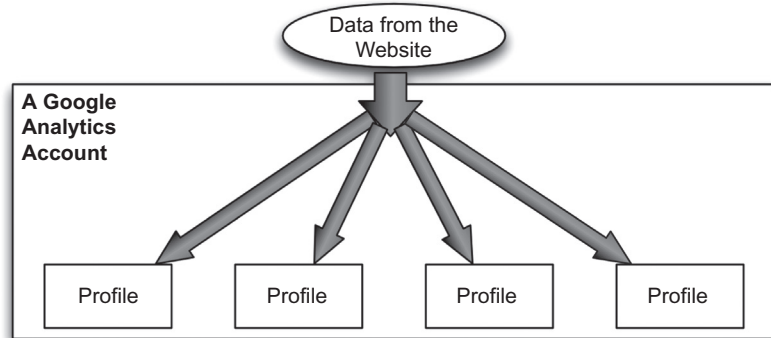 Data from the
Website
A Google
Analytics
Account
Profile
Profile
Profile
Profile